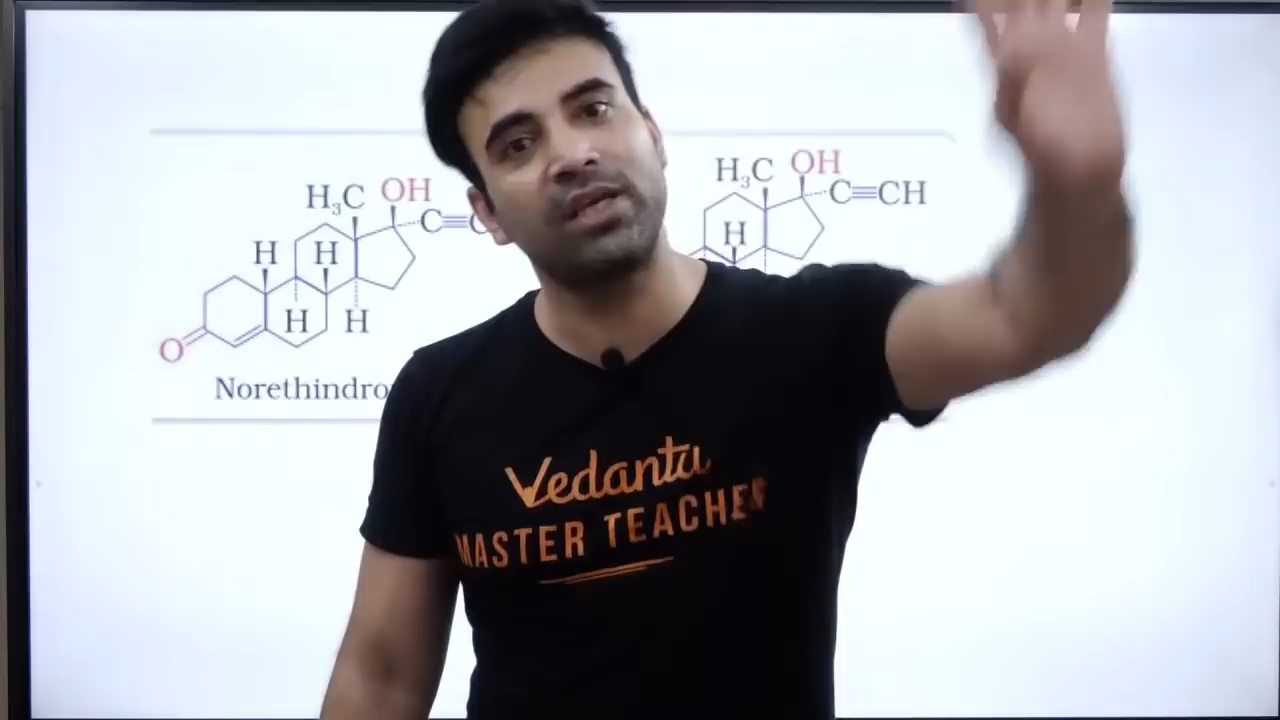 H₃C OH
C≡C
H H
H H
O
Norethindro
H₃C OH
C≡CH
H
Vedantu
MASTER TEACHER